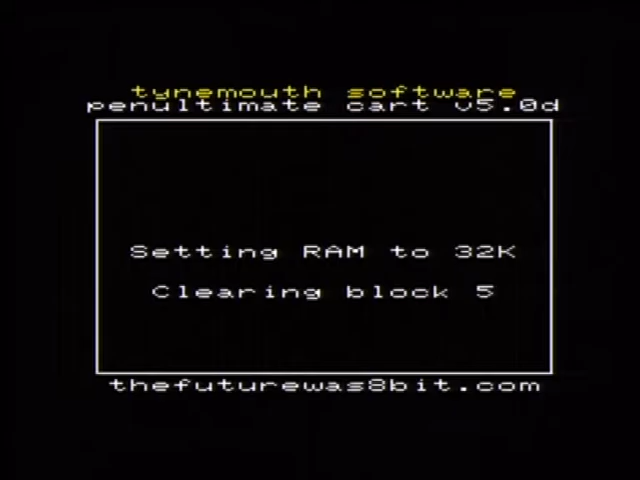 tynemouth software
penultimate cart v5.0d
Setting RAM to 32K
Clearing block 5
thefuturewas8bit.com